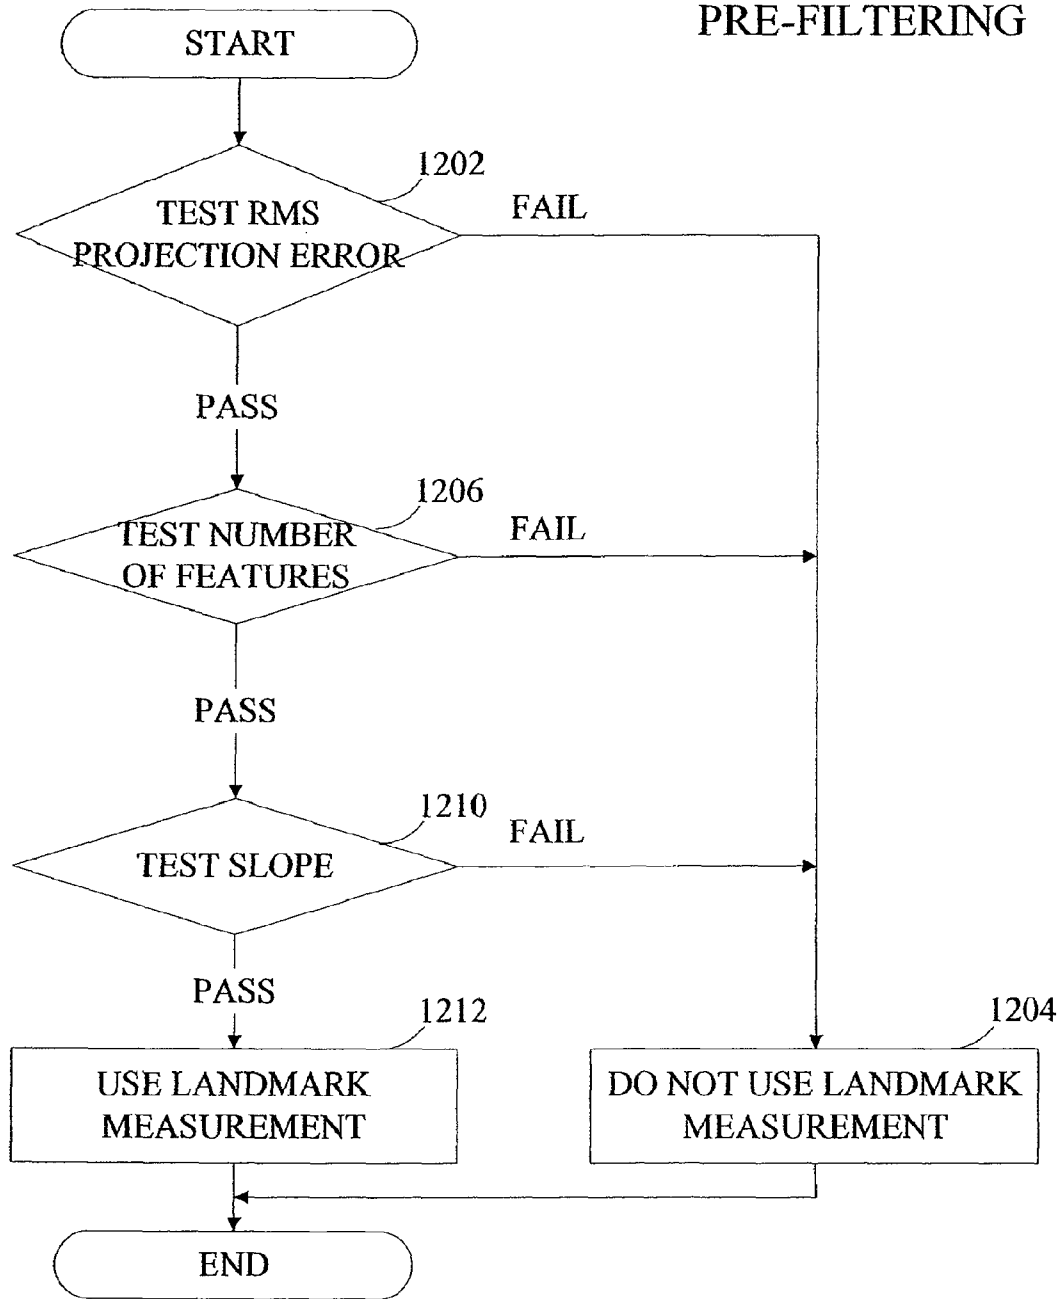 PRE-FILTERING
START
1202
TEST RMS
PROJECTION ERROR
FAIL
PASS
1206
TEST NUMBER
OF FEATURES
FAIL
PASS
1210
TEST SLOPE
FAIL
PASS
1212
USE LANDMARK
MEASUREMENT
1204
DO NOT USE LANDMARK
MEASUREMENT
END